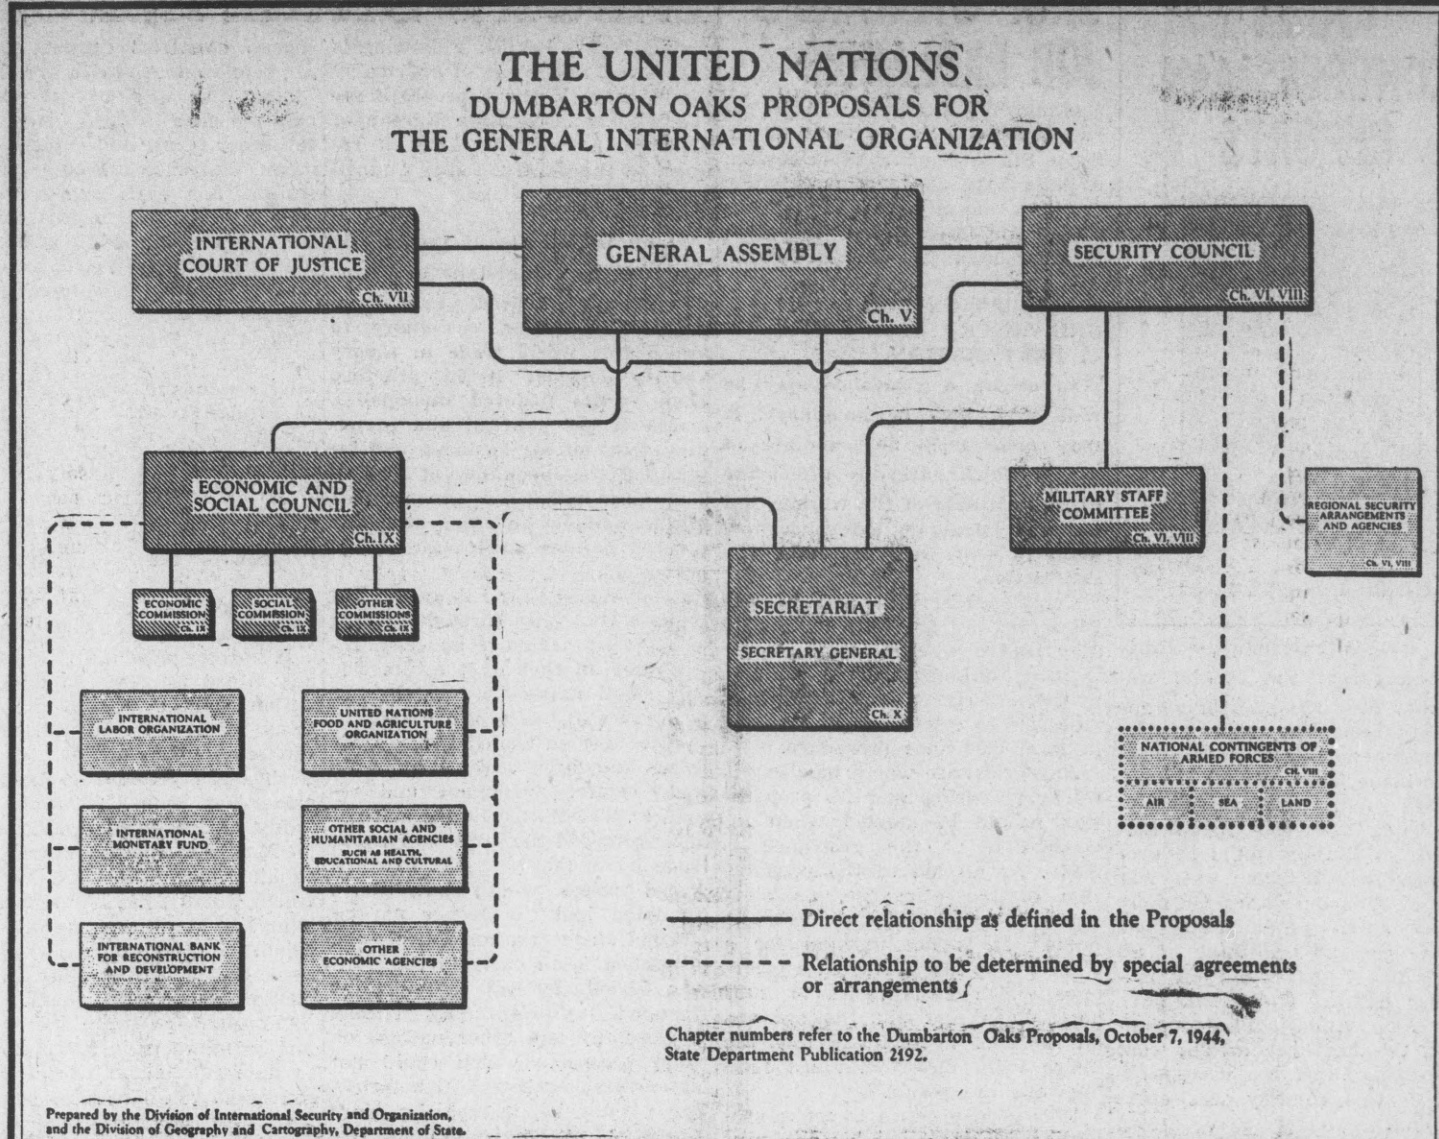 THE UNITED NATIONS
DUMBARTON OAKS PROPOSALS FOR
THE GENERAL INTERNATIONAL ORGANIZATION
INTERNATIONAL
COURT OF JUSTICE
Ch. VII
GENERAL ASSEMBLY
Ch. V
SECURITY COUNCIL
Ch. VI, VIII
ECONOMIC AND
SOCIAL COUNCIL
Ch. IX
MILITARY STAFF
COMMITTEE
Ch. VI, VIII
REGIONAL SECURITY
ARRANGEMENTS
AND AGENCIES
Ch. VI, VIII
ECONOMIC
COMMISSION
Ch. IX
SOCIAL
COMMISSION
Ch. IX
OTHER
COMMISSIONS
Ch. IX
SECRETARIAT
SECRETARY GENERAL
Ch. X
INTERNATIONAL
LABOR ORGANIZATION
UNITED NATIONS
FOOD AND AGRICULTURE
ORGANIZATION
NATIONAL CONTINGENTS OF
ARMED FORCES
CH. VIII
AIR
SEA
LAND
INTERNATIONAL
MONETARY FUND
OTHER SOCIAL AND
HUMANITARIAN AGENCIES
SUCH AS HEALTH,
EDUCATIONAL AND CULTURAL
INTERNATIONAL BANK
FOR RECONSTRUCTION
AND DEVELOPMENT
OTHER
ECONOMIC AGENCIES
Direct relationship as defined in the Proposals
Relationship to be determined by special agreements
or arrangements
Chapter numbers refer to the Dumbarton Oaks Proposals, October 7, 1944,
State Department Publication 2192.
Prepared by the Division of International Security and Organization,
and the Division of Geography and Cartography, Department of State.